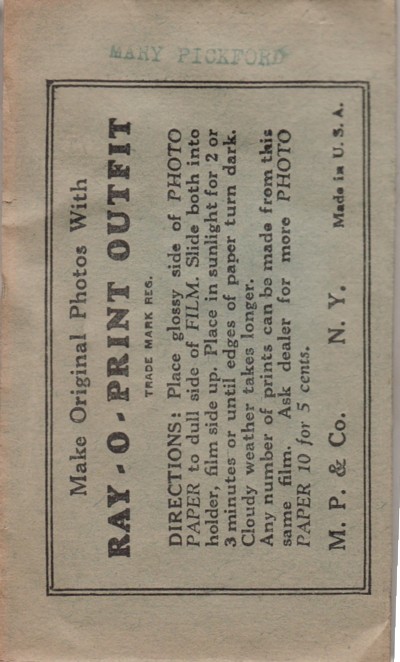 MARY PICKFORD
Make Original Photos With
RAY-O-PRINT OUTFIT
TRADE MARK REG.
DIRECTIONS: Place glossy side of PHOTO
PAPER to dull side of FILM. Slide both into
holder, film side up. Place in sunlight for 2 or
3 minutes or until edges of paper turn dark.
Cloudy weather takes longer.
Any number of prints can be made from this
same film. Ask dealer for more PHOTO
PAPER 10 for 5 cents.
M. P. & Co. N. Y. Made in U. S. A.